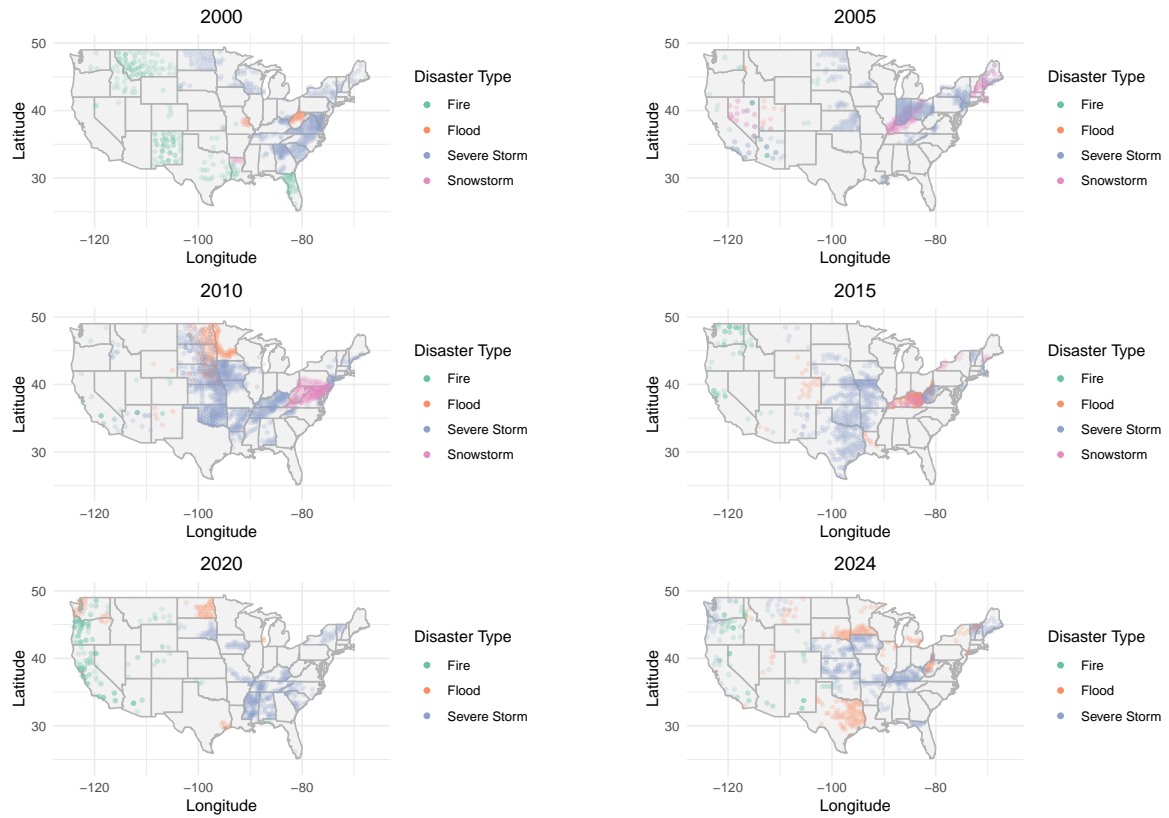 2000
50
40
30
Latitude
−120
−100
−80
Longitude
Disaster Type
Fire
Flood
Severe Storm
Snowstorm
2005
50
40
30
Latitude
−120
−100
−80
Longitude
Disaster Type
Fire
Flood
Severe Storm
Snowstorm
2010
50
40
30
Latitude
−120
−100
−80
Longitude
Disaster Type
Fire
Flood
Severe Storm
Snowstorm
2015
50
40
30
Latitude
−120
−100
−80
Longitude
Disaster Type
Fire
Flood
Severe Storm
Snowstorm
2020
50
40
30
Latitude
−120
−100
−80
Longitude
Disaster Type
Fire
Flood
Severe Storm
2024
50
40
30
Latitude
−120
−100
−80
Longitude
Disaster Type
Fire
Flood
Severe Storm